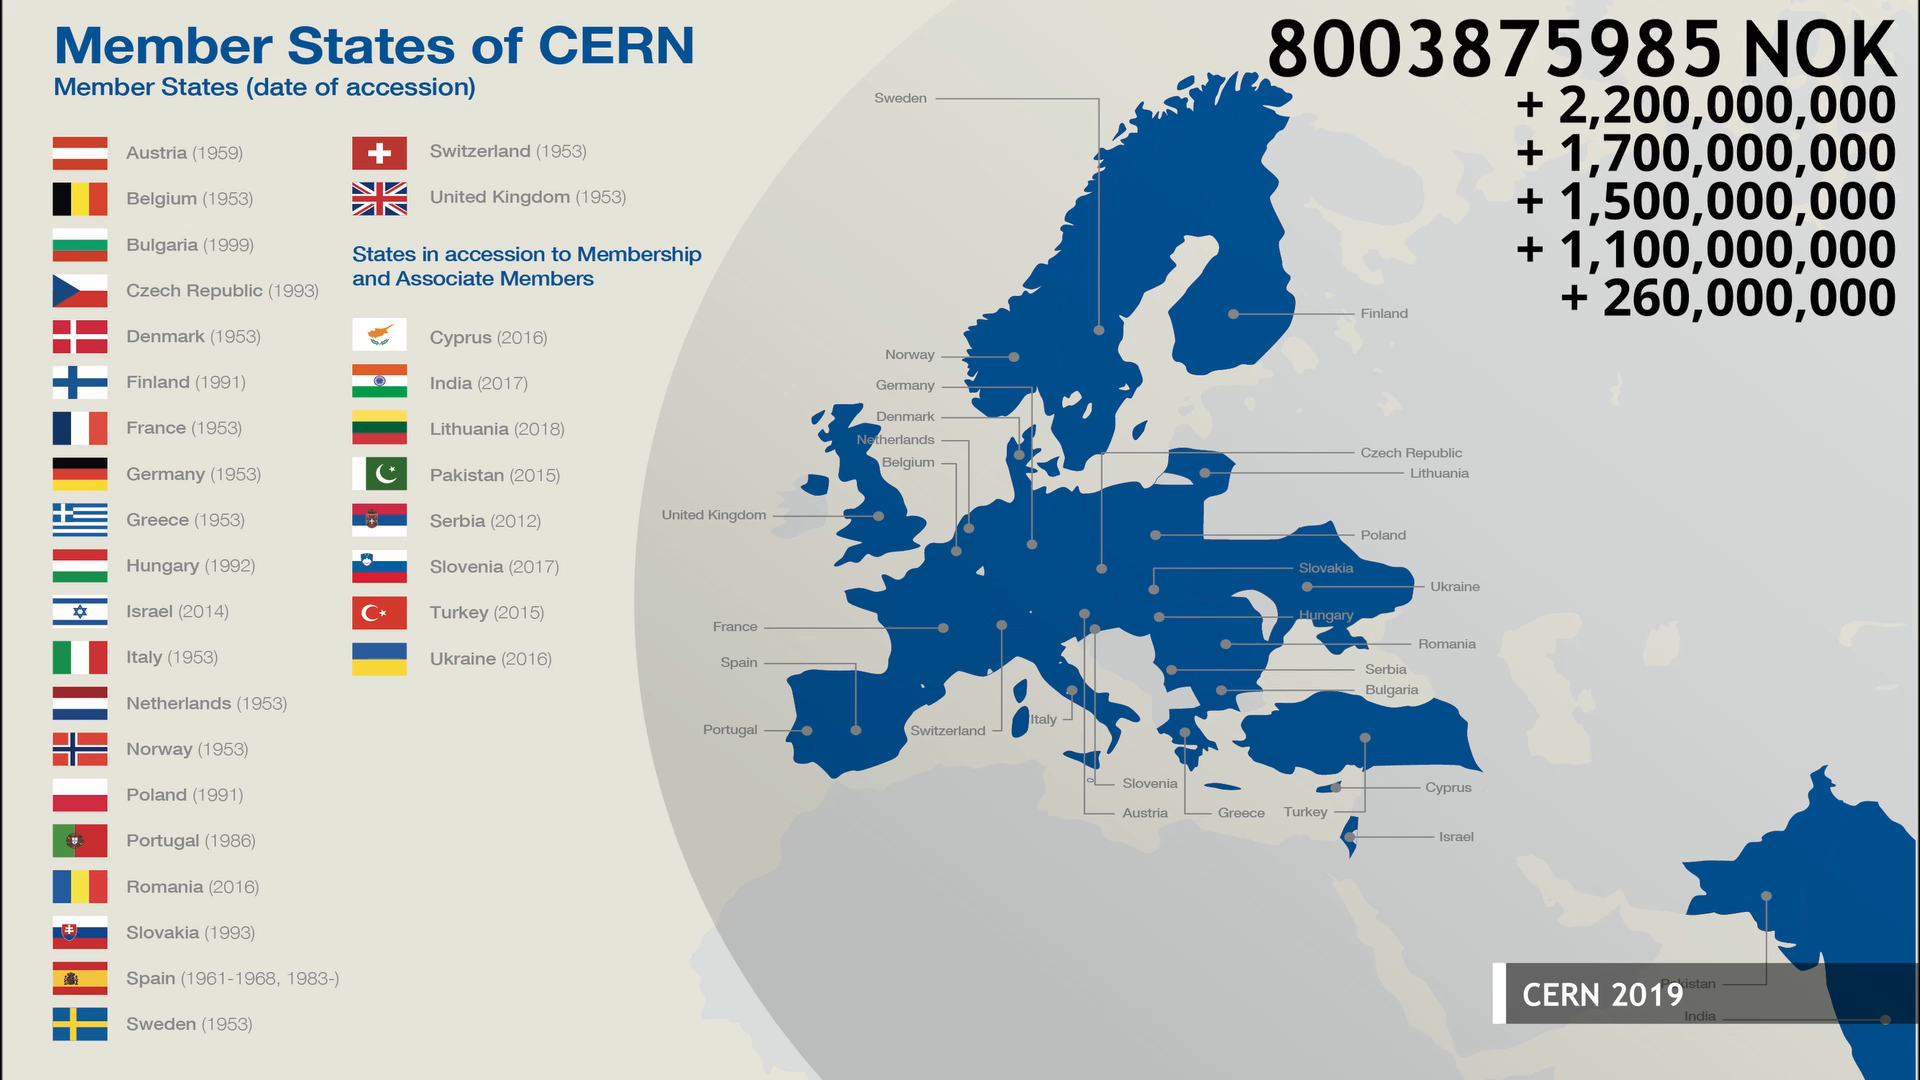 Member States of CERN
Member States (date of accession)
Austria (1959)
Belgium (1953)
Bulgaria (1999)
Czech Republic (1993)
Denmark (1953)
Finland (1991)
France (1953)
Germany (1953)
Greece (1953)
Hungary (1992)
Israel (2014)
Italy (1953)
Netherlands (1953)
Norway (1953)
Poland (1991)
Portugal (1986)
Romania (2016)
Slovakia (1993)
Spain (1961-1968, 1983-)
Sweden (1953)
Switzerland (1953)
United Kingdom (1953)
States in accession to Membership
and Associate Members
Cyprus (2016)
India (2017)
Lithuania (2018)
Pakistan (2015)
Serbia (2012)
Slovenia (2017)
Turkey (2015)
Ukraine (2016)
8003875985 NOK
+ 2,200,000,000
+ 1,700,000,000
+ 1,500,000,000
+ 1,100,000,000
+ 260,000,000
Sweden
Finland
Norway
Germany
Denmark
Netherlands
Belgium
Czech Republic
Lithuania
United Kingdom
Poland
Slovakia
Ukraine
Hungary
France
Romania
Spain
Serbia
Bulgaria
Italy
Portugal
Switzerland
Slovenia
Cyprus
Austria
Greece
Turkey
Israel
Pakistan
CERN 2019
India